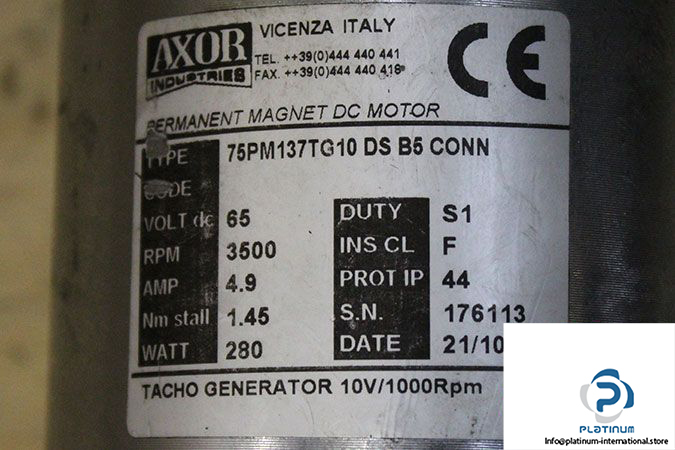 AXOR
INDUSTRIES
VICENZA ITALY
TEL. ++39(0)444 440 441
FAX. ++39(0)444 440 418
CE
PERMANENT MAGNET DC MOTOR
TYPE 75PM137TG10 DS B5 CONN
CODE
VOLT dc 65 DUTY S1
RPM 3500 INS CL F
AMP 4.9 PROT IP 44
Nm stall 1.45 S.N. 176113
WATT 280 DATE 21/10
TACHO GENERATOR 10V/1000Rpm
PLATINUM
info@platinum-international.store